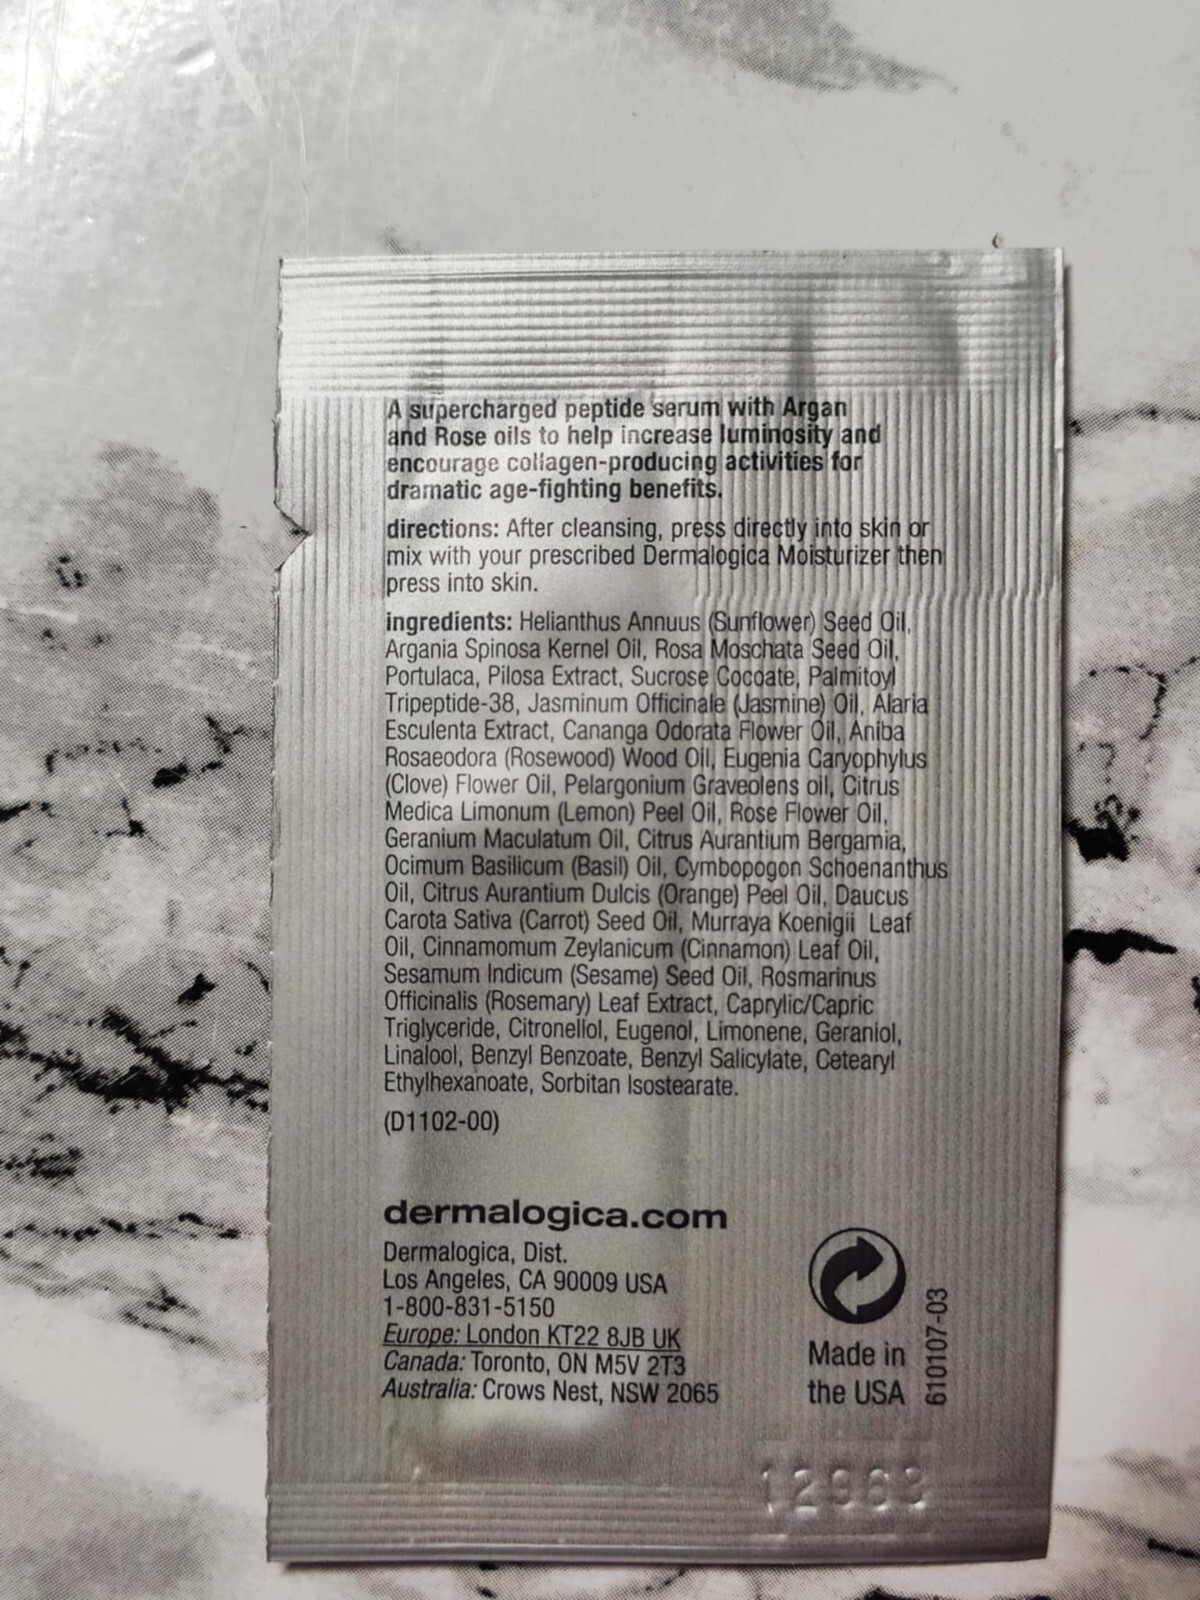 A supercharged peptide serum with Argan
and Rose oils to help increase luminosity and
encourage collagen-producing activities for
dramatic age-fighting benefits.
directions: After cleansing, press directly into skin or
mix with your prescribed Dermalogica Moisturizer then
press into skin.
ingredients: Helianthus Annuus (Sunflower) Seed Oil,
Argania Spinosa Kernel Oil, Rosa Moschata Seed Oil,
Portulaca, Pilosa Extract, Sucrose Cocoate, Palmitoyl
Tripeptide-38, Jasminum Officinale (Jasmine) Oil, Alaria
Esculenta Extract, Cananga Odorata Flower Oil, Aniba
Rosaeodora (Rosewood) Wood Oil, Eugenia Caryophylus
(Clove) Flower Oil, Pelargonium Graveolens oil, Citrus
Medica Limonum (Lemon) Peel Oil, Rose Flower Oil,
Geranium Maculatum Oil, Citrus Aurantium Bergamia,
Ocimum Basilicum (Basil) Oil, Cymbopogon Schoenanthus
Oil, Citrus Aurantium Dulcis (Orange) Peel Oil, Daucus
Carota Sativa (Carrot) Seed Oil, Murraya Koenigii Leaf
Oil, Cinnamomum Zeylanicum (Cinnamon) Leaf Oil,
Sesamum Indicum (Sesame) Seed Oil, Rosmarinus
Officinalis (Rosemary) Leaf Extract, Caprylic/Capric
Triglyceride, Citronellol, Eugenol, Limonene, Geraniol,
Linalool, Benzyl Benzoate, Benzyl Salicylate, Cetearyl
Ethylhexanoate, Sorbitan Isostearate.
(D1102-00)
dermalogica.com
Dermalogica, Dist.
Los Angeles, CA 90009 USA
1-800-831-5150
Europe: London KT22 8JB UK
Canada: Toronto, ON M5V 2T3
Australia: Crows Nest, NSW 2065
Made in
the USA
610107-03
12963